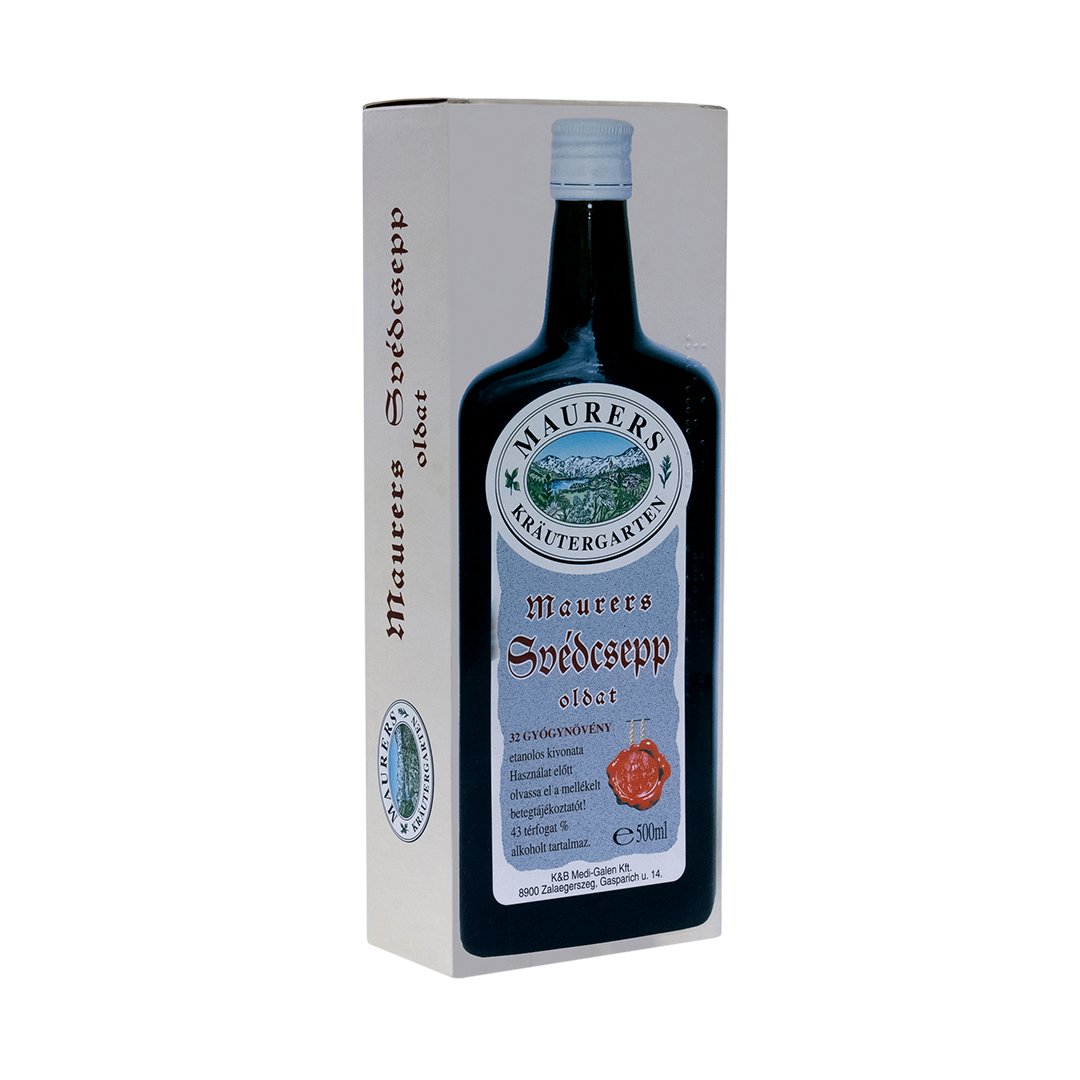 Maurers Svédcsepp
oldat
MAURERS
KRÄUTERGARTEN
MAURERS
KRÄUTERGARTEN
Maurers
Svédcsepp
oldat
32 GYÓGYNÖVÉNY
etanolos kivonata
Használat előtt
olvassa el a mellékelt
betegtájékoztatót!
43 térfogat %
alkoholt tartalmaz.
℮ 500ml
K&B Medi-Galen Kft.
8900 Zalaegerszeg, Gasparich u. 14.